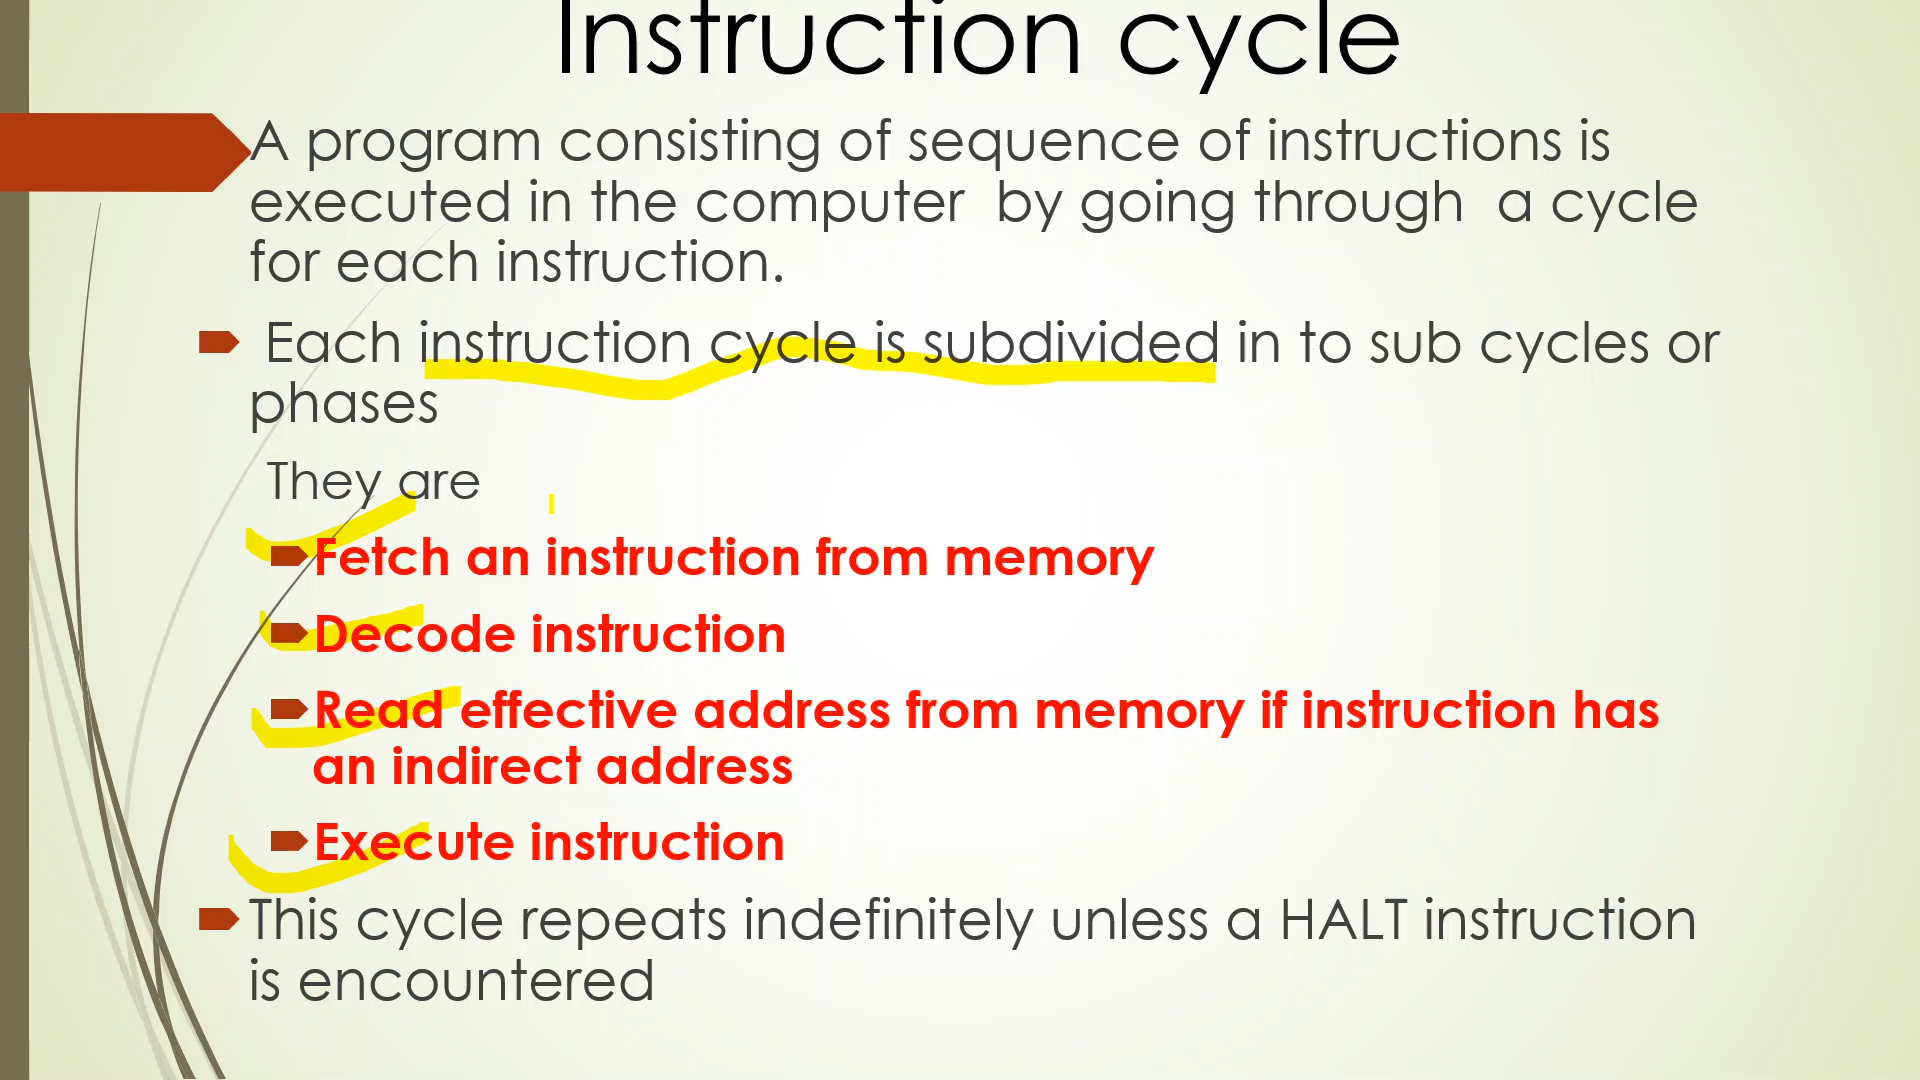 Instruction cycle
A program consisting of sequence of instructions is
executed in the computer by going through a cycle
for each instruction.
Each instruction cycle is subdivided in to sub cycles or
phases
They are
Fetch an instruction from memory
Decode instruction
Read effective address from memory if instruction has
an indirect address
Execute instruction
This cycle repeats indefinitely unless a HALT instruction
is encountered